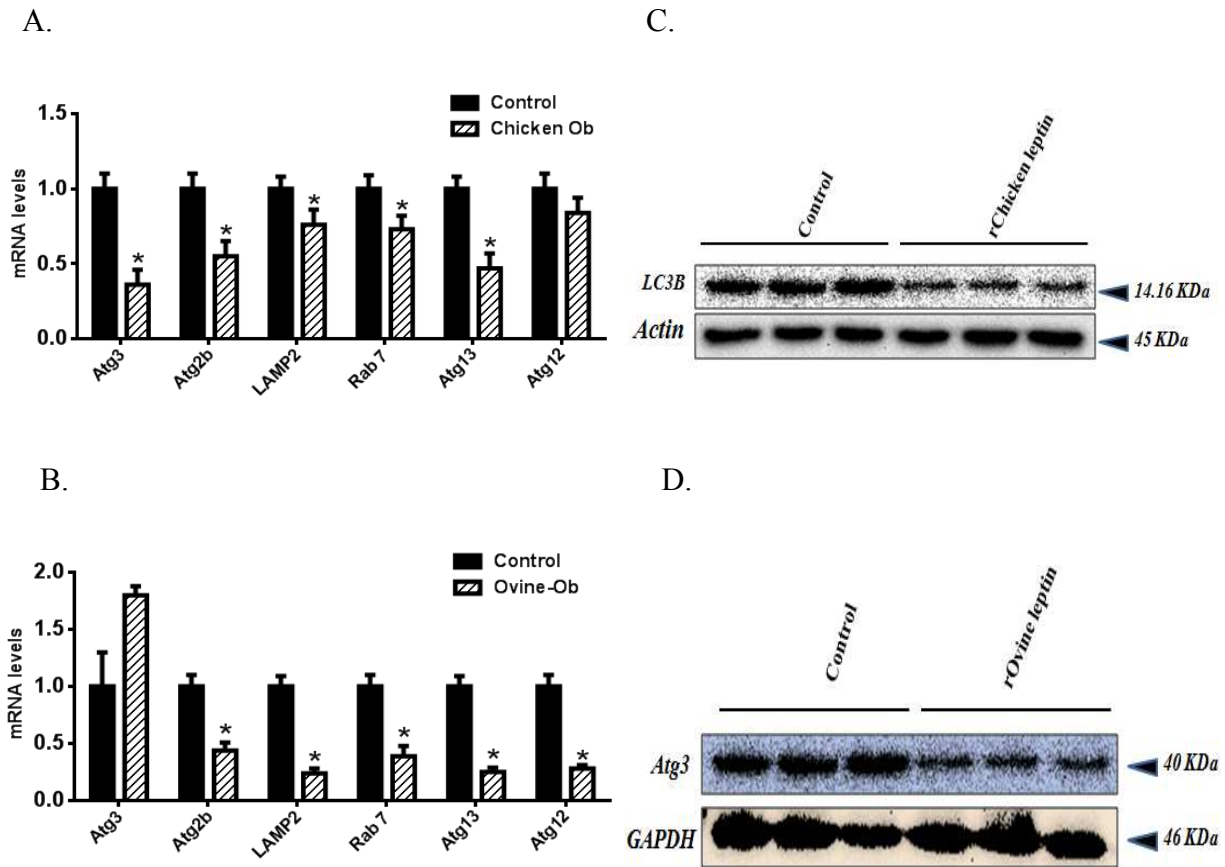 A.
Control
Chicken Ob
mRNA levels
1.5
1.0
0.5
0.0
*
*
*
*
*
Atg3
Atg2b
LAMP2
Rab 7
Atg13
Atg12
B.
Control
Ovine-Ob
mRNA levels
2.0
1.5
1.0
0.5
0.0
*
*
*
*
*
Atg3
Atg2b
LAMP2
Rab 7
Atg13
Atg12
C.
Control
rChicken leptin
LC3B
14.16 KDa
Actin
45 KDa
D.
Control
rOvine leptin
Atg3
40 KDa
GAPDH
46 KDa